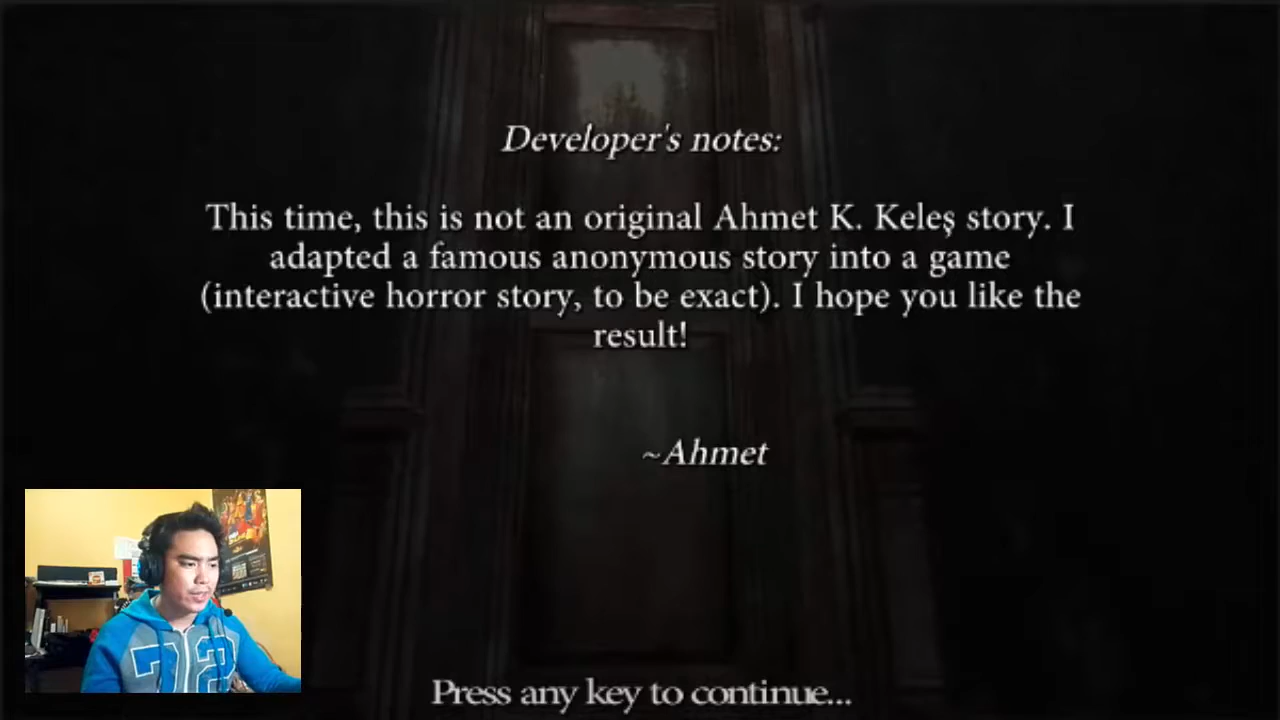 Developer's notes:
This time, this is not an original Ahmet K. Keleş story. I
adapted a famous anonymous story into a game
(interactive horror story, to be exact). I hope you like the
result!
~Ahmet
72
Press any key to continue...